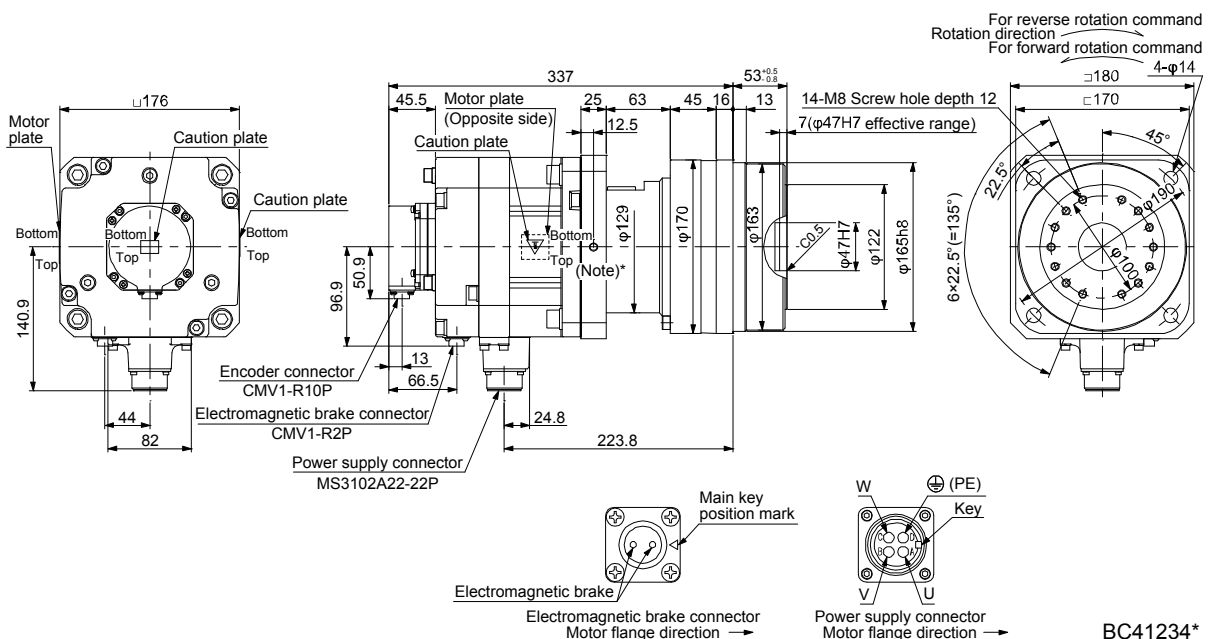 For reverse rotation command
Rotation direction
For forward rotation command
4-φ14
□180
□170
337
53 +0.5 -0.8
□176
45.5
Motor plate
(Opposite side)
25
63
45
16
13
14-M8 Screw hole depth 12
12.5
7(φ47H7 effective range)
Motor
plate
Caution plate
Caution plate
45°
22.5°
φ190
Caution plate
Bottom
Top
Bottom
Top
Bottom
Top
Bottom
Top
(Note)*
φ129
φ170
φ163
C0.5
φ47H7
φ122
φ165h8
6×22.5°(=135°)
φ100
140.9
96.9
50.9
13
66.5
Encoder connector
CMV1-R10P
Electromagnetic brake connector
CMV1-R2P
44
82
24.8
223.8
Power supply connector
MS3102A22-22P
Main key
position mark
W
(PE)
Key
C
D
B
A
V
U
Electromagnetic brake
Electromagnetic brake connector
Motor flange direction →
Power supply connector
Motor flange direction →
BC41234*